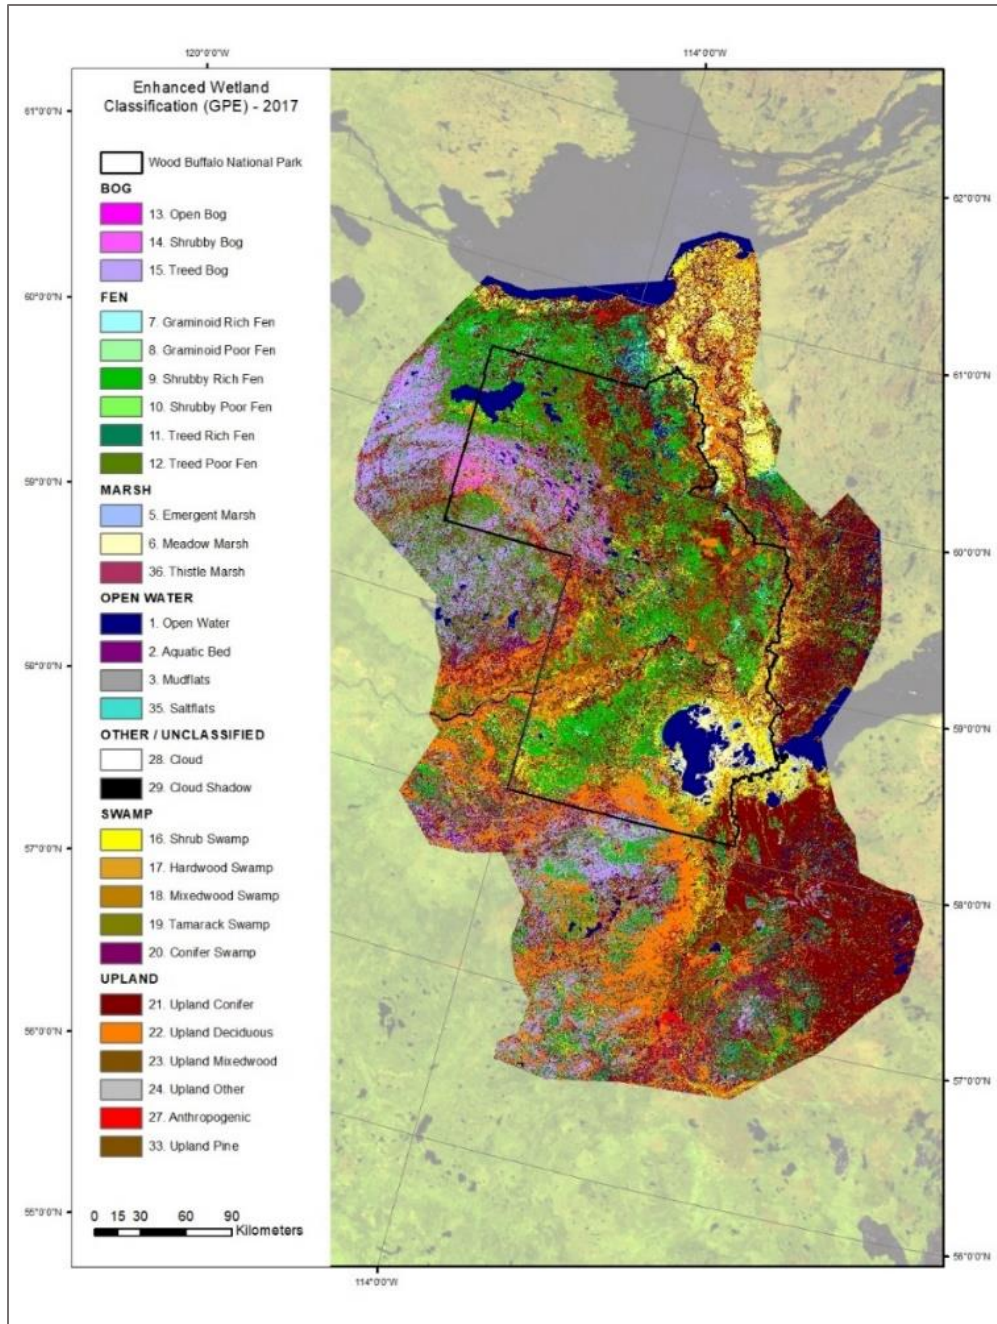 120°0'0"W
114°0'0"W
Enhanced Wetland
Classification (GPE) - 2017
Wood Buffalo National Park
BOG
13. Open Bog
14. Shrubby Bog
15. Treed Bog
FEN
7. Graminoid Rich Fen
8. Graminoid Poor Fen
9. Shrubby Rich Fen
10. Shrubby Poor Fen
11. Treed Rich Fen
12. Treed Poor Fen
MARSH
5. Emergent Marsh
6. Meadow Marsh
36. Thistle Marsh
OPEN WATER
1. Open Water
2. Aquatic Bed
3. Mudflats
35. Saltflats
OTHER / UNCLASSIFIED
28. Cloud
29. Cloud Shadow
SWAMP
16. Shrub Swamp
17. Hardwood Swamp
18. Mixedwood Swamp
19. Tamarack Swamp
20. Conifer Swamp
UPLAND
21. Upland Conifer
22. Upland Deciduous
23. Upland Mixedwood
24. Upland Other
27. Anthropogenic
33. Upland Pine
0 15 30 60 90
Kilometers
61°0'0"N
60°0'0"N
59°0'0"N
58°0'0"N
57°0'0"N
56°0'0"N
55°0'0"N
62°0'0"N
61°0'0"N
60°0'0"N
59°0'0"N
58°0'0"N
57°0'0"N
56°0'0"N
114°0'0"W